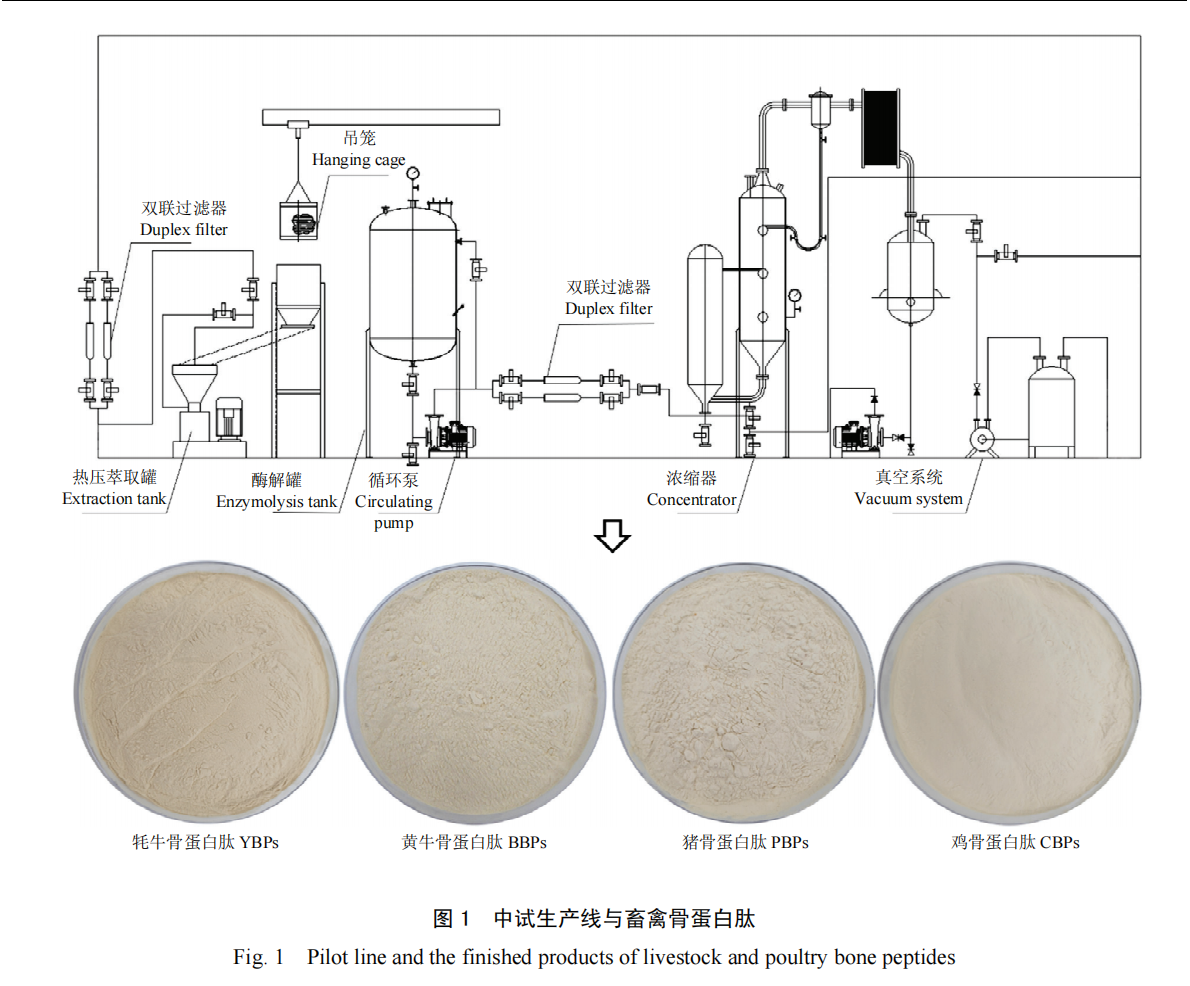 吊笼
Hanging cage
双联过滤器
Duplex filter
双联过滤器
Duplex filter
热压萃取罐
Extraction tank
酶解罐
Enzymolysis tank
循环泵
Circulating
pump
浓缩器
Concentrator
真空系统
Vacuum system
牦牛骨蛋白肽 YBPs
黄牛骨蛋白肽 BBPs
猪骨蛋白肽 PBPs
鸡骨蛋白肽 CBPs
图 1 中试生产线与畜禽骨蛋白肽
Fig. 1 Pilot line and the finished products of livestock and poultry bone peptides